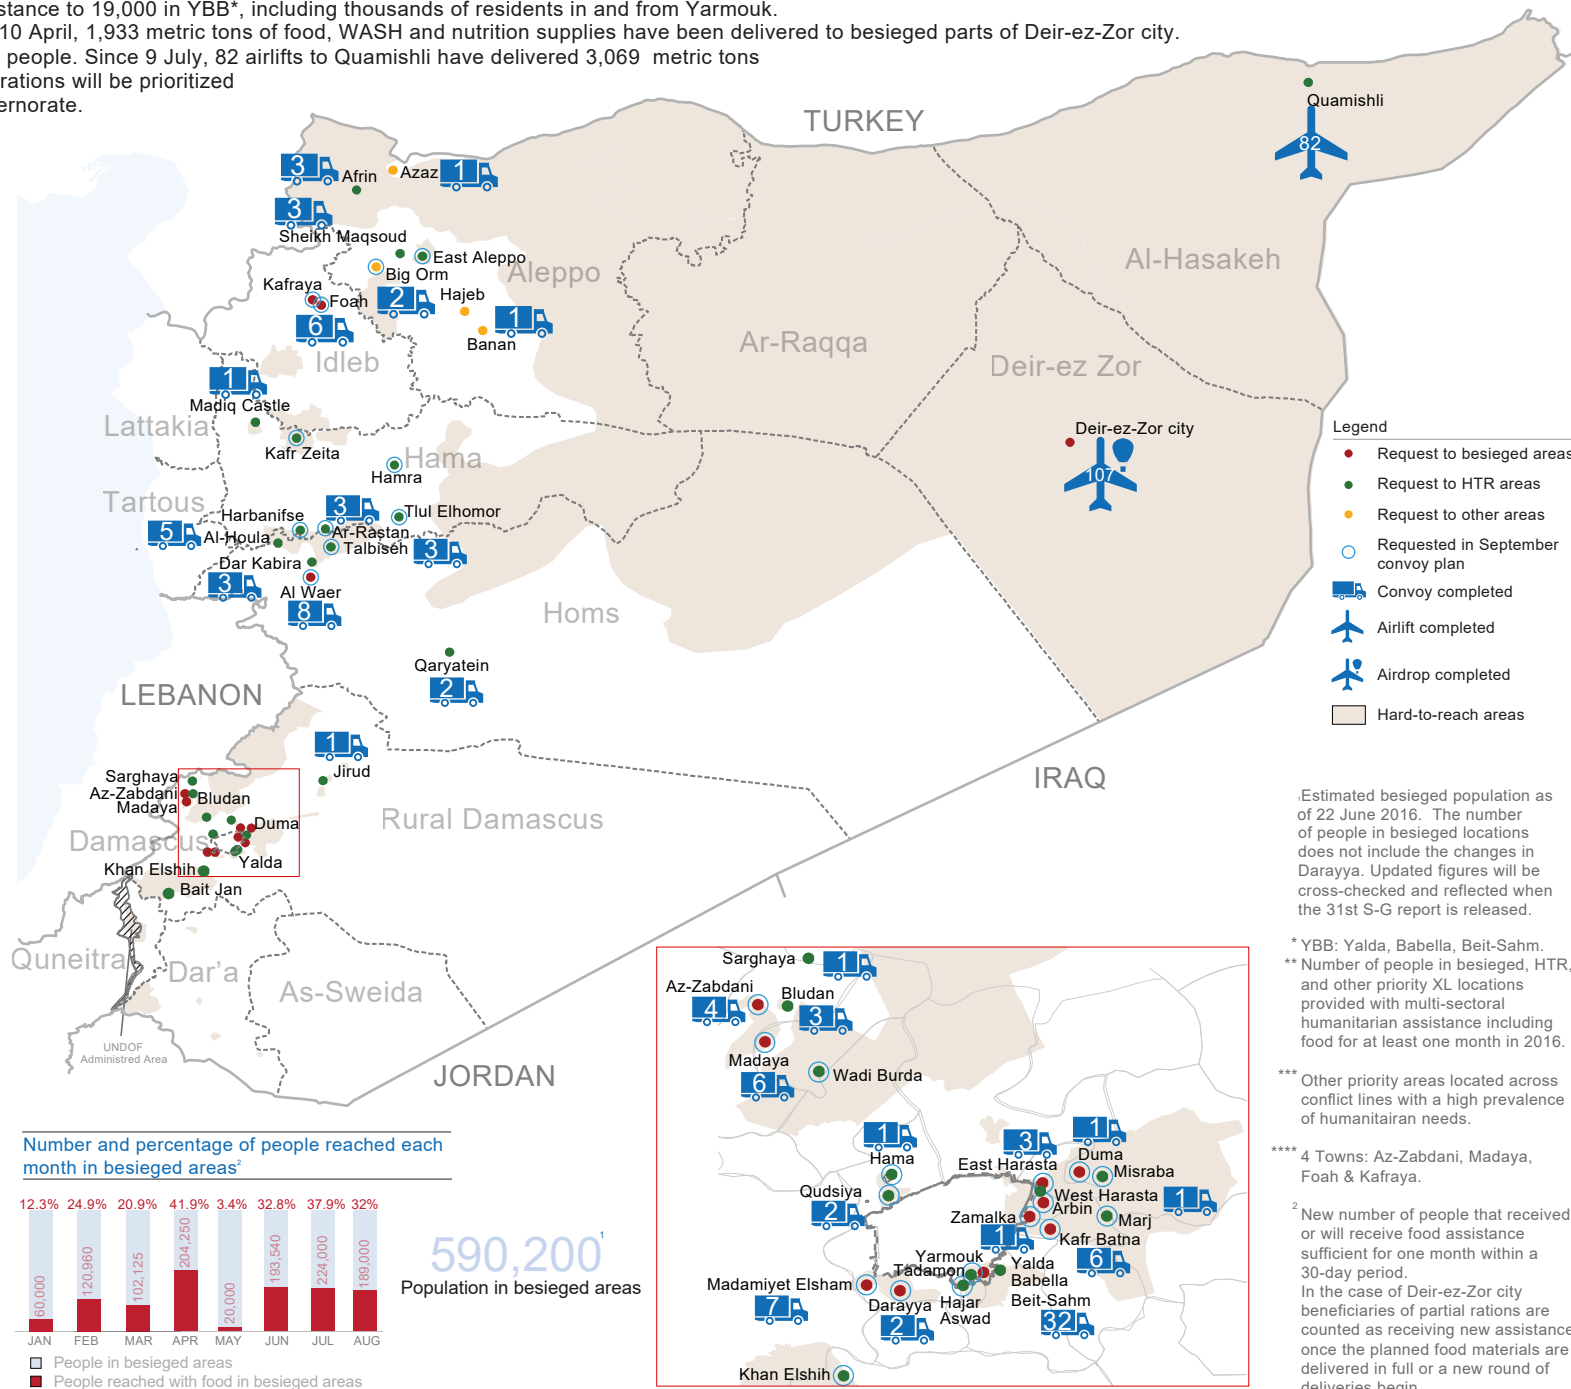 stance to 19,000 in YBB*, including thousands of residents in and from Yarmouk.
10 April, 1,933 metric tons of food, WASH and nutrition supplies have been delivered to besieged parts of Deir-ez-Zor city.
people. Since 9 July, 82 airlifts to Quamishli have delivered 3,069 metric tons
rations will be prioritized
ernorate.
TURKEY
Quamishli
82
3
Afrin
Azaz
1
3
Sheikh Maqsoud
East Aleppo
Big Orm
Aleppo
Al-Hasakeh
Kafraya
Foah
2
Hajeb
6
1
Banan
Idleb
Ar-Raqqa
Deir-ez Zor
1
Madiq Castle
Lattakia
Kafr Zeita
Hama
Hamra
Deir-ez-Zor city
107
Tartous
Harbanifse
3
Tlul Elhomor
5
Al-Houla
Ar-Rastan
Talbiseh
3
Dar Kabira
3
Al Waer
8
Homs
Qaryatein
2
LEBANON
1
Jirud
IRAQ
Sarghaya
Az-Zabdani
Bludan
Madaya
Duma
Damascus
Yalda
Rural Damascus
Khan Elshih
Bait Jan
Quneitra
Dar'a
As-Sweida
UNDOF
Administred Area
JORDAN
Legend
Request to besieged areas
Request to HTR areas
Request to other areas
Requested in September
convoy plan
Convoy completed
Airlift completed
Airdrop completed
Hard-to-reach areas
1Estimated besieged population as
of 22 June 2016. The number
of people in besieged locations
does not include the changes in
Darayya. Updated figures will be
cross-checked and reflected when
the 31st S-G report is released.
* YBB: Yalda, Babella, Beit-Sahm.
** Number of people in besieged, HTR,
and other priority XL locations
provided with multi-sectoral
humanitarian assistance including
food for at least one month in 2016.
*** Other priority areas located across
conflict lines with a high prevalence
of humanitairan needs.
**** 4 Towns: Az-Zabdani, Madaya,
Foah & Kafraya.
2 New number of people that received
or will receive food assistance
sufficient for one month within a
30-day period.
In the case of Deir-ez-Zor city
beneficiaries of partial rations are
counted as receiving new assistance
once the planned food materials are
delivered in full or a new round of
deliveries begin
Sarghaya
1
Az-Zabdani
4
Bludan
3
Madaya
6
Wadi Burda
1
Hama
3
1
East Harasta
Duma
Misraba
Qudsiya
2
West Harasta
1
Arbin
Zamalka
1
Marj
Kafr Batna
6
Yarmouk
Tadamon
Yalda
Babella
Beit-Sahm
32
Madamiyet Elsham
7
Darayya
2
Hajar
Aswad
Khan Elshih
Number and percentage of people reached each
month in besieged areas2
12.3% 24.9% 20.9% 41.9% 3.4% 32.8% 37.9% 32%
60,000 120,960 102,125 204,250 20,000 193,540 224,000 189,000
JAN FEB MAR APR MAY JUN JUL AUG
People in besieged areas
People reached with food in besieged areas
590,200 1
Population in besieged areas